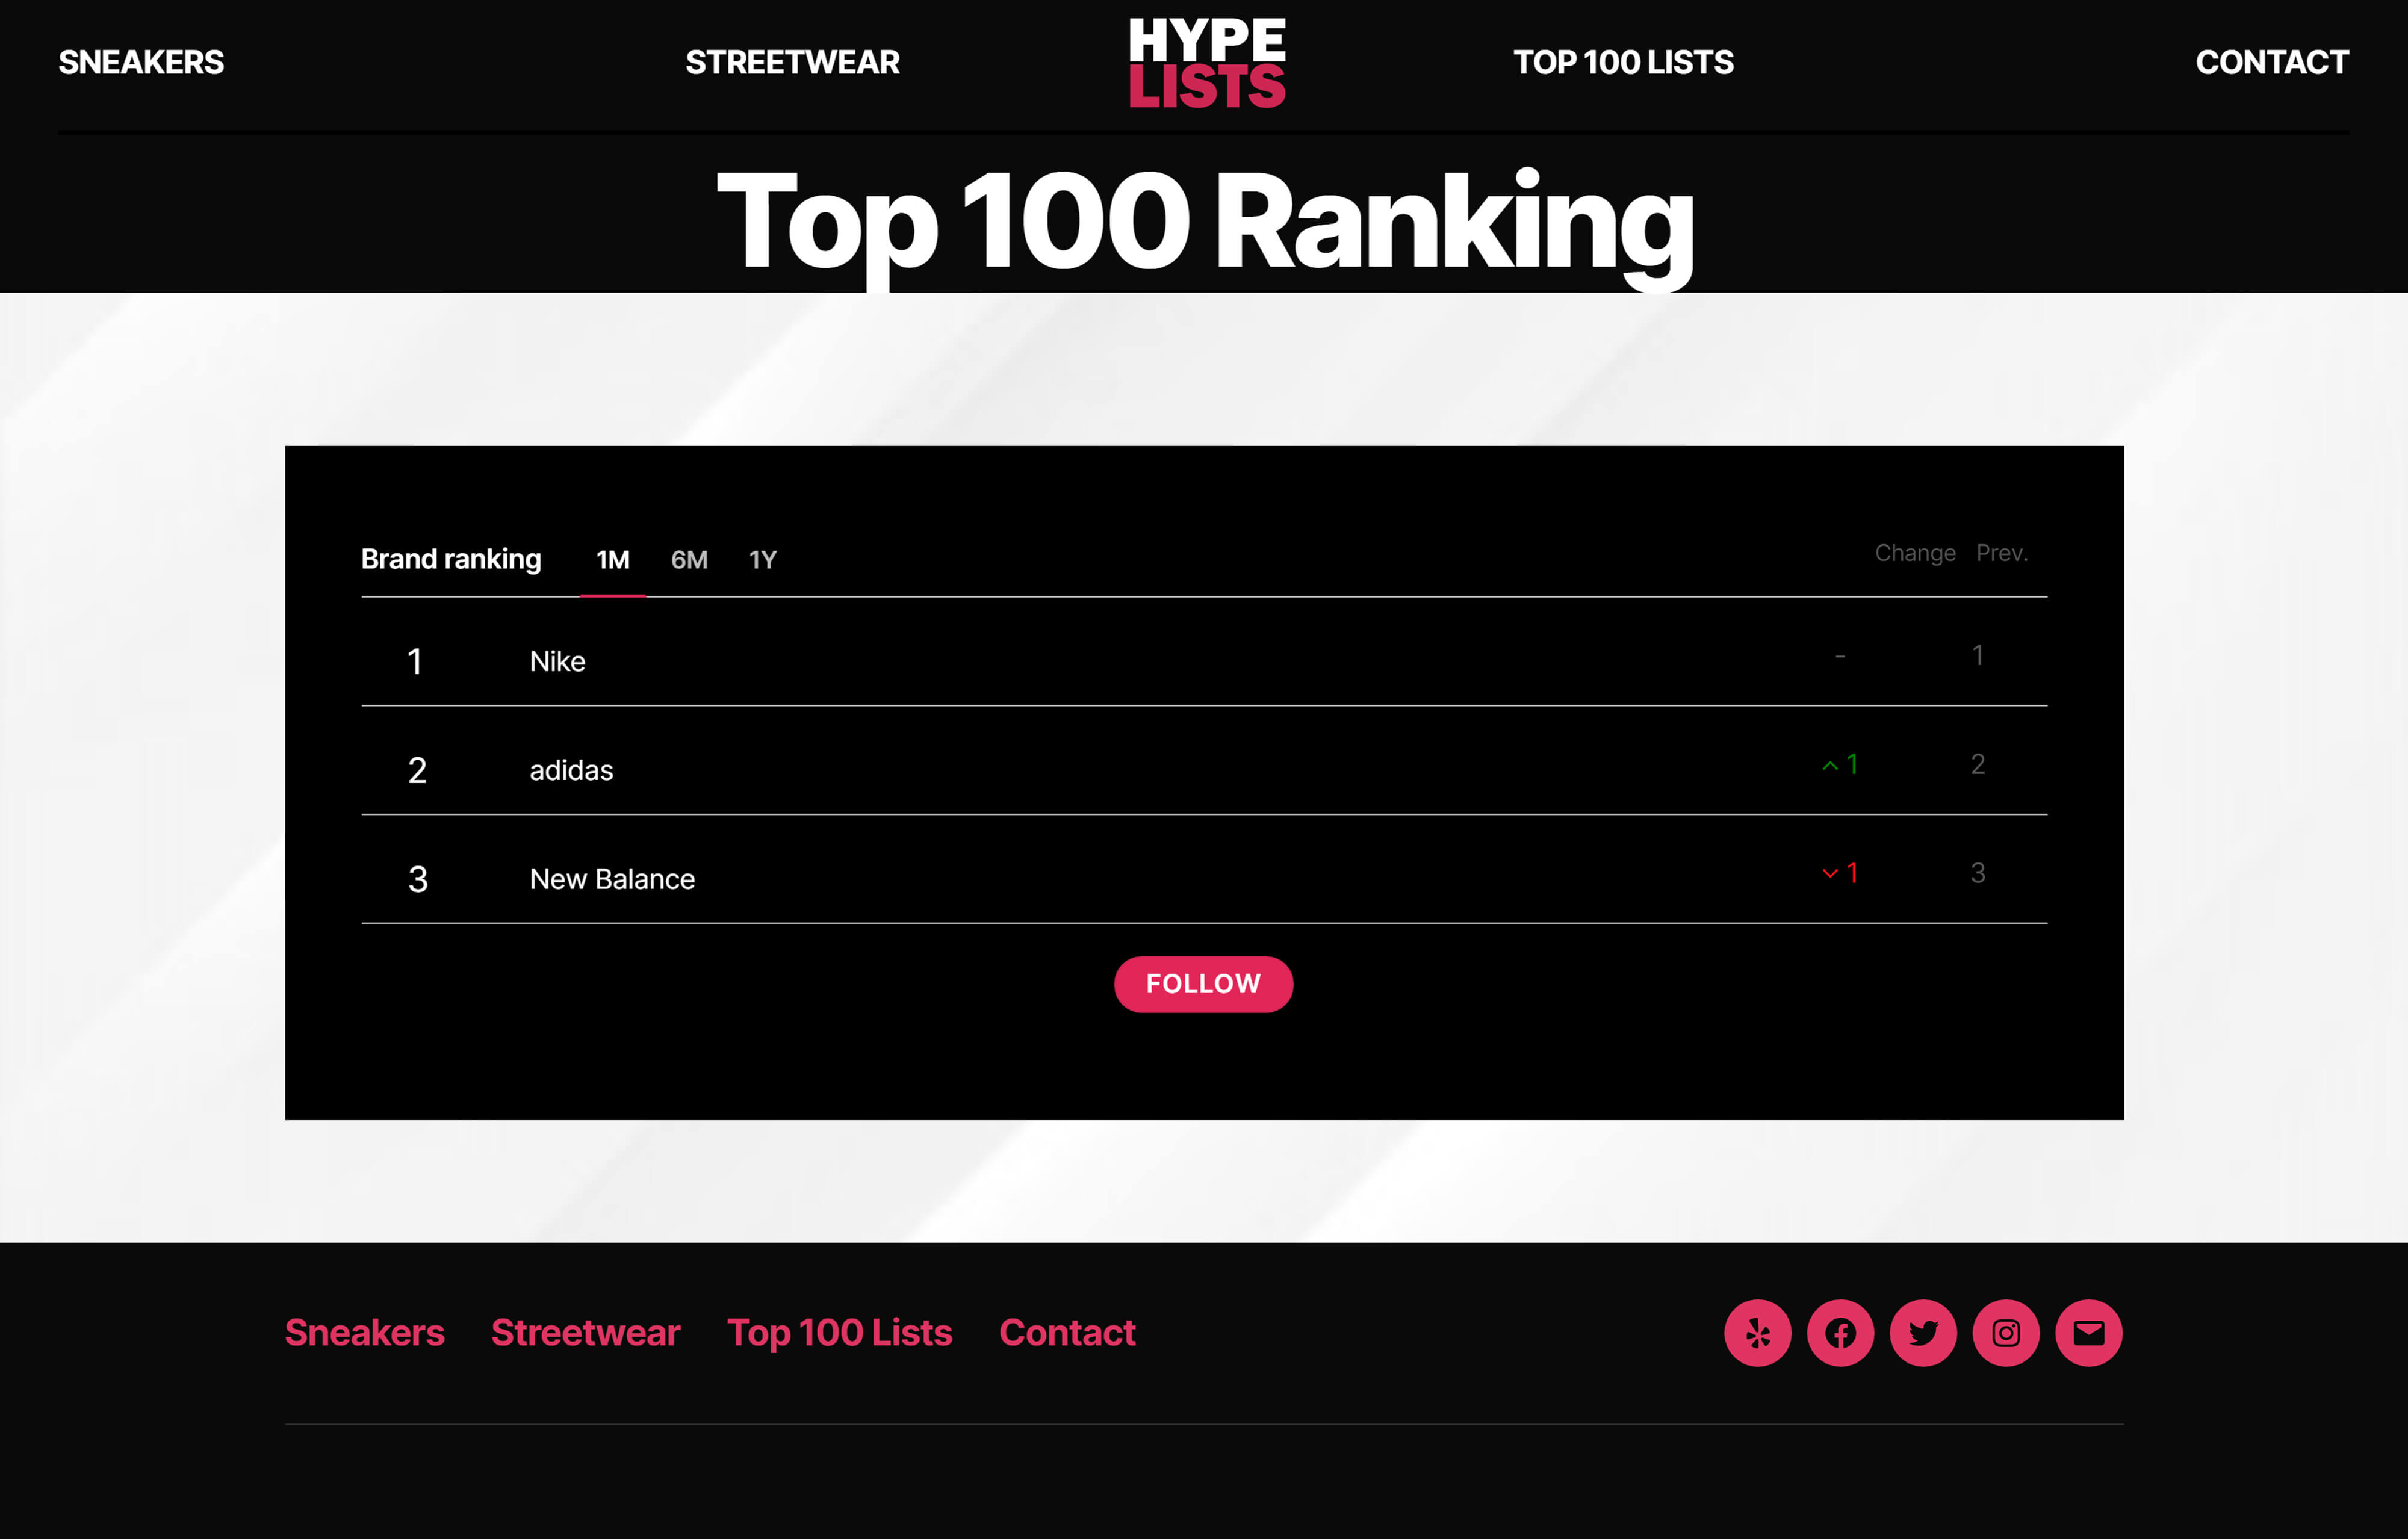 SNEAKERS STREETWEAR HYPE LISTS TOP 100 LISTS CONTACT
Top 100 Ranking
Brand ranking 1M 6M 1Y Change Prev.
1 Nike - 1
2 adidas 1 2
3 New Balance 1 3
FOLLOW
Sneakers Streetwear Top 100 Lists Contact